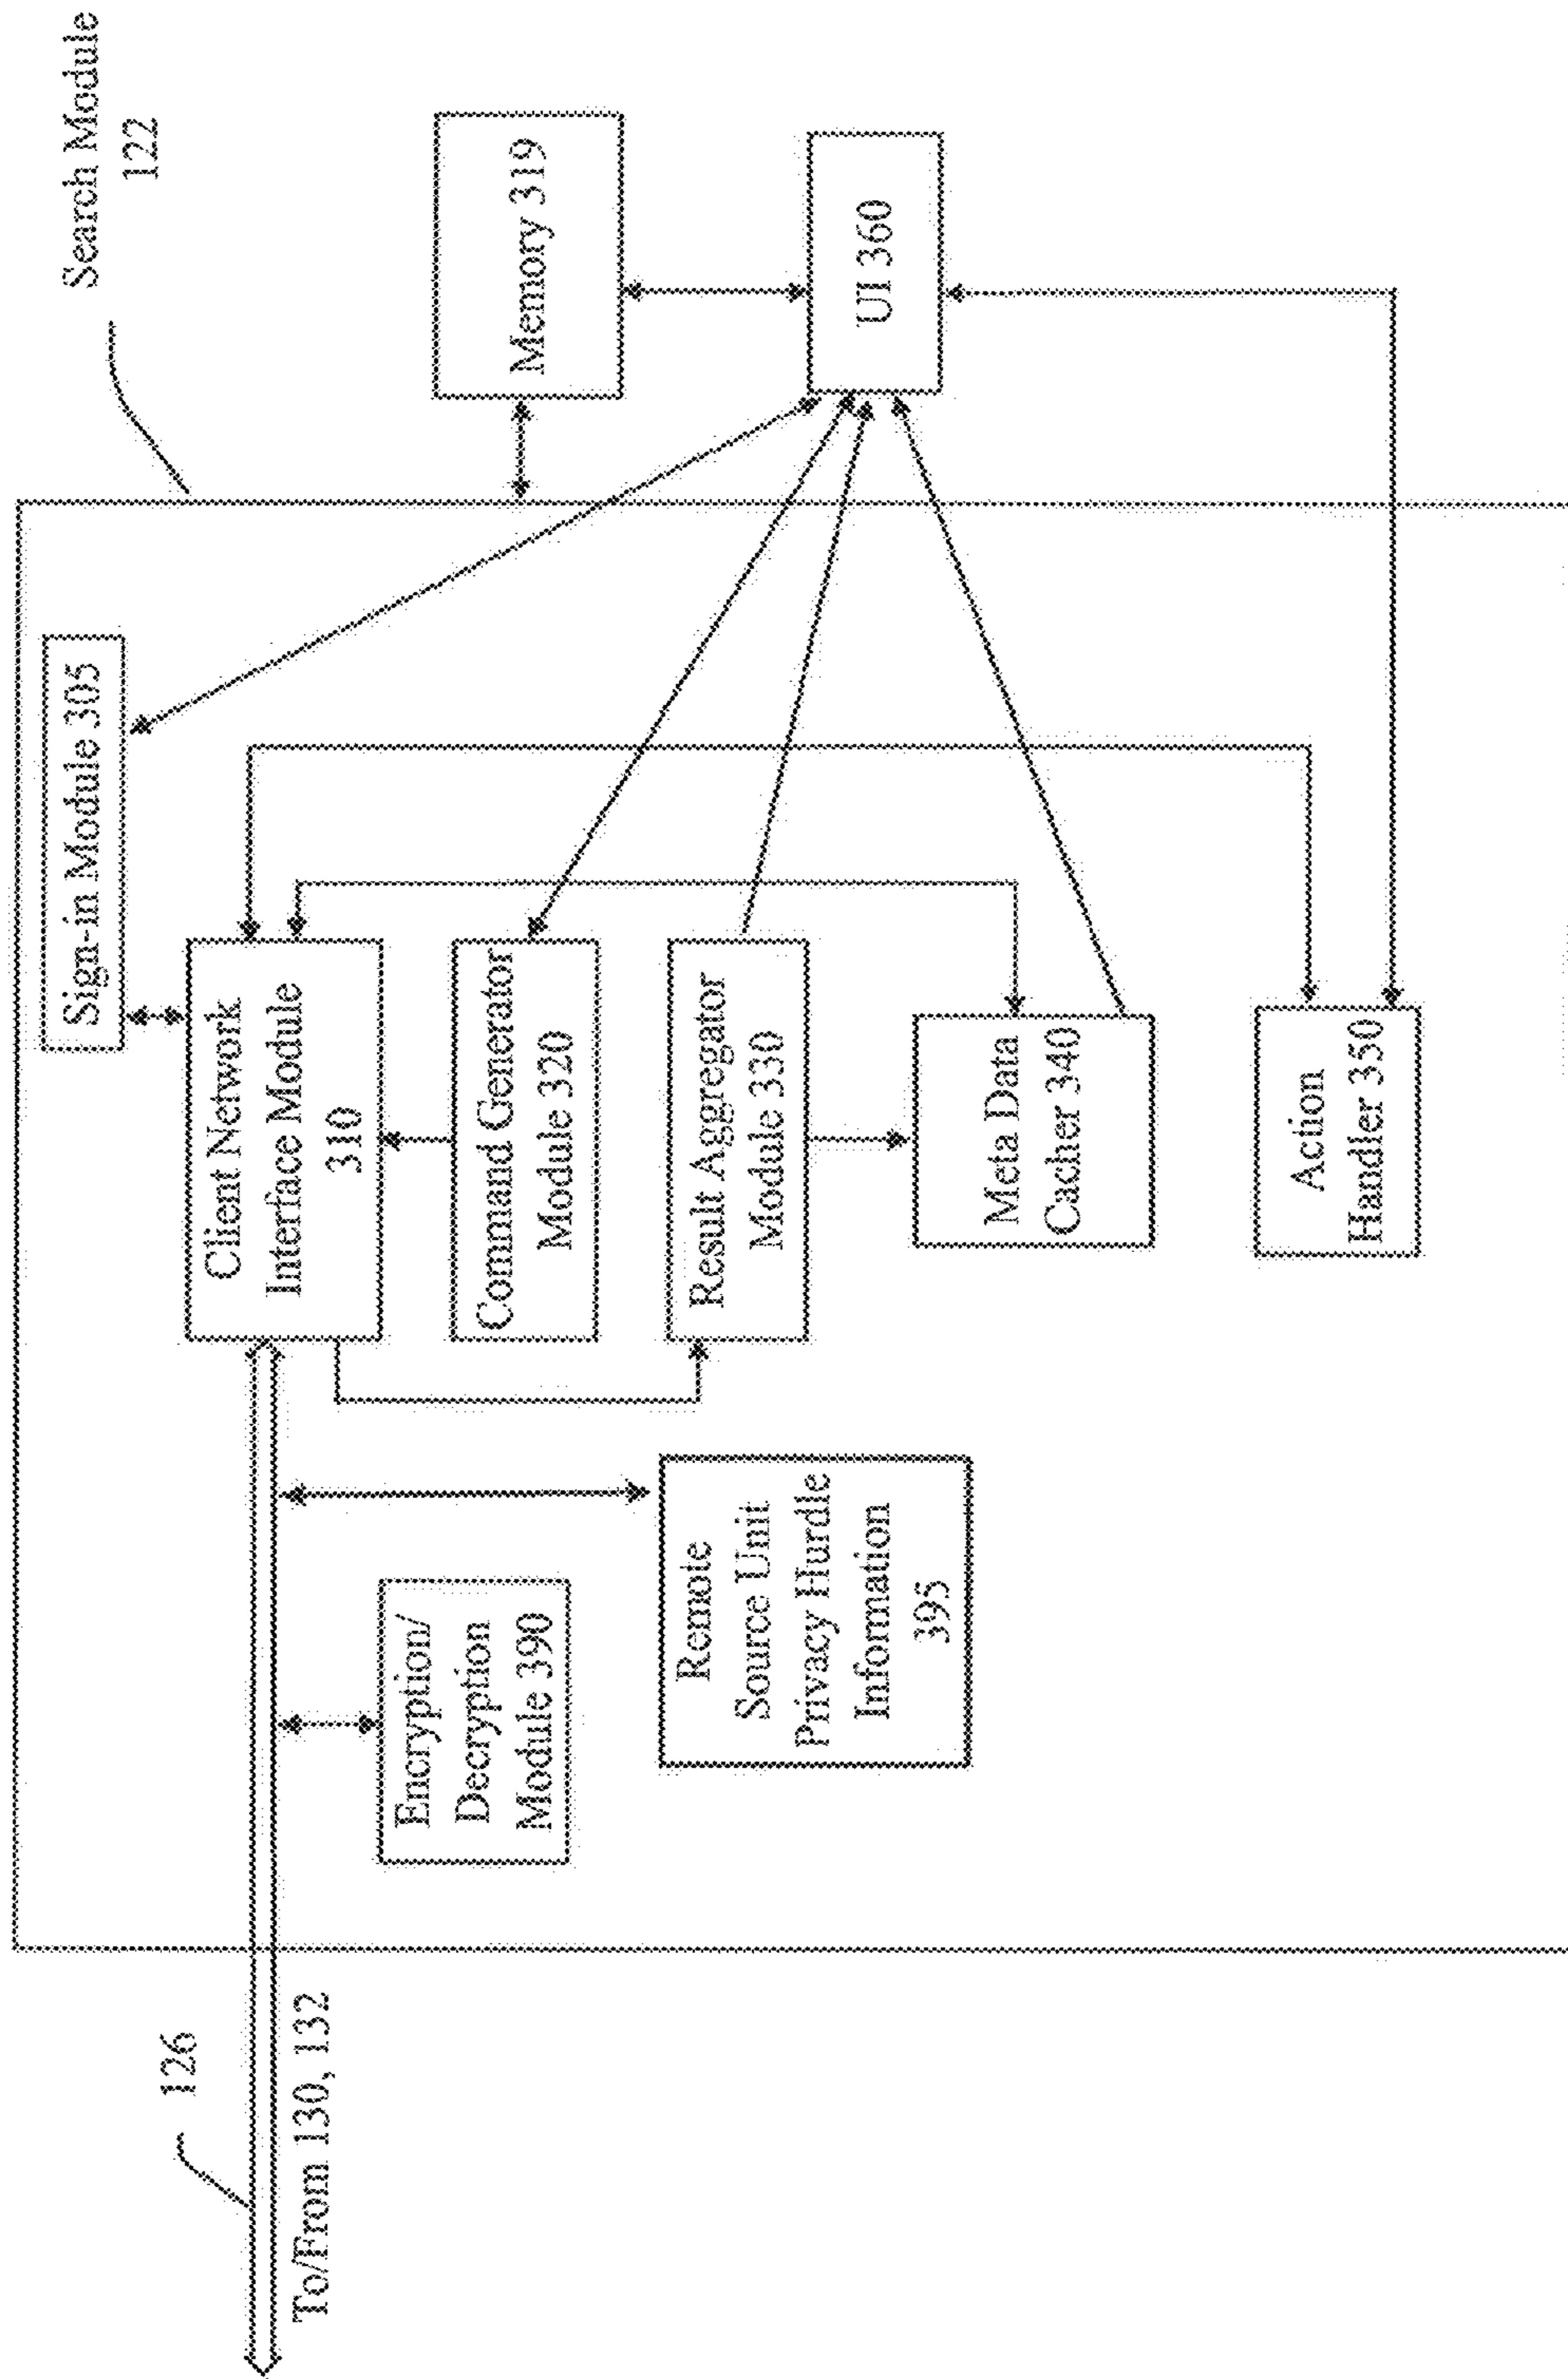 Search Module
122
Sign-in Module 305
Memory 319
Client Network
Interface Module
310
Command Generator
Module 320
Result Aggregator
Module 330
UI 360
Meta Data
Cacher 340
Action
Handler 350
126
To/From 130, 132
Encryption/
Decryption
Module 390
Remote
Source Unit
Privacy Hurdle
Information
395